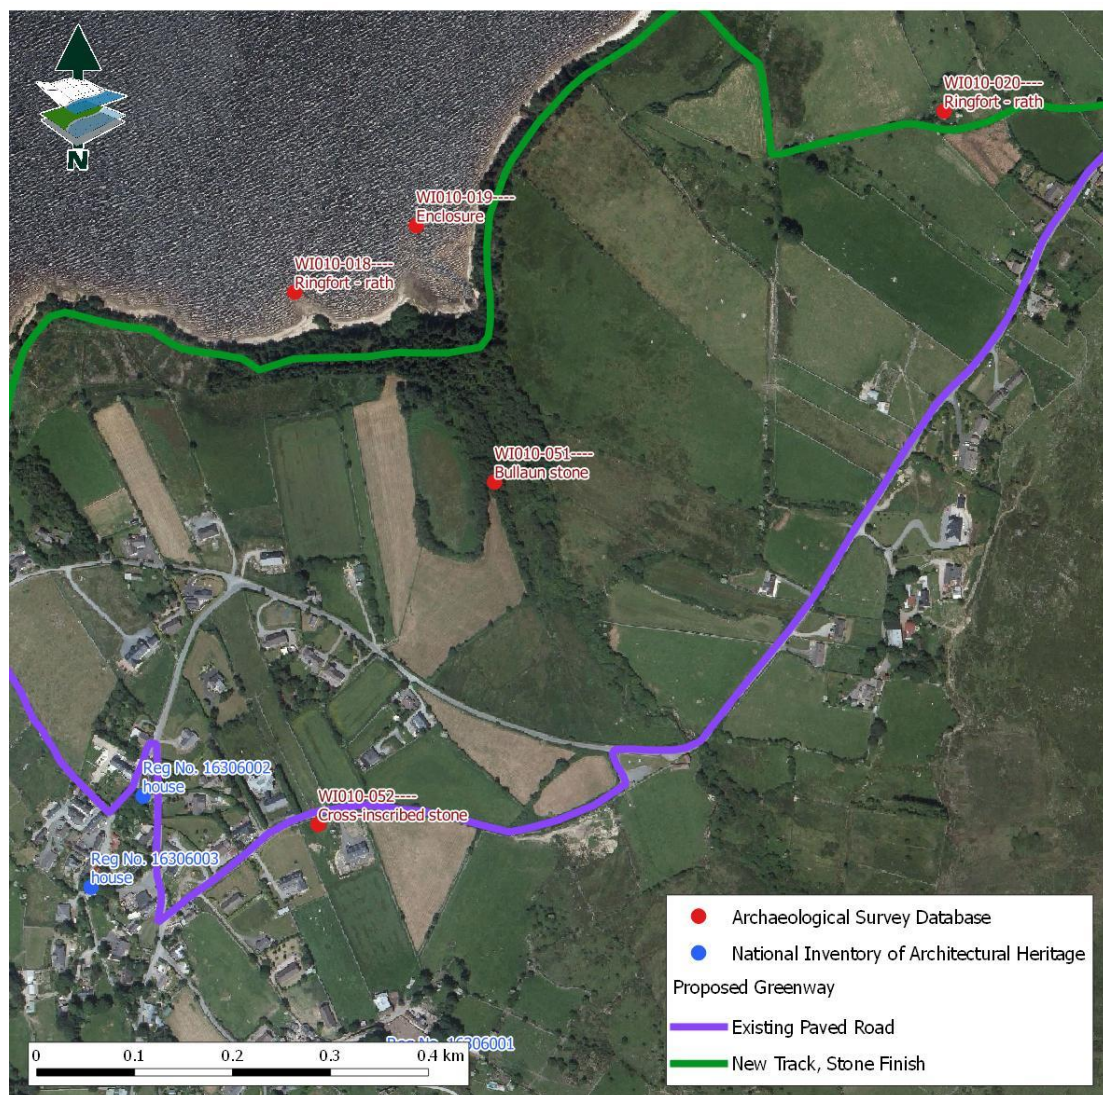 N
WI010-020----
Ringfort - rath
WI010-019----
Enclosure
WI010-018----
Ringfort - rath
WI010-051----
Bullaun stone
Reg No. 16306002
house
WI010-052----
Cross-inscribed stone
Reg No. 16306003
house
Reg No. 16306001
Archaeological Survey Database
National Inventory of Architectural Heritage
Proposed Greenway
Existing Paved Road
New Track, Stone Finish
0 0.1 0.2 0.3 0.4 km